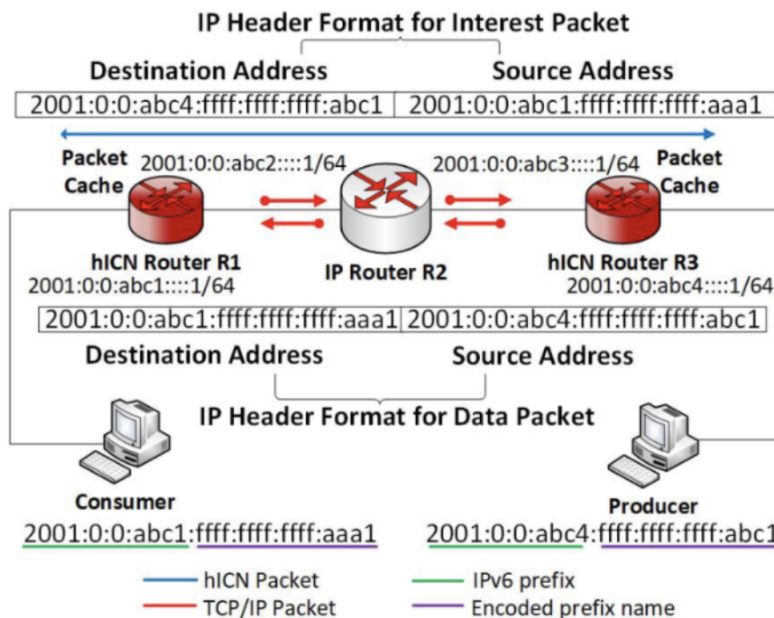 IP Header Format for Interest Packet
Destination Address Source Address
2001:0:0:abc4:ffff:ffff:ffff:abc1 2001:0:0:abc1:ffff:ffff:ffff:aaa1
Packet Cache 2001:0:0:abc2::::1/64 2001:0:0:abc3::::1/64 Packet Cache
hICN Router R1 IP Router R2 hICN Router R3
2001:0:0:abc1::::1/64 2001:0:0:abc4::::1/64
2001:0:0:abc1:ffff:ffff:ffff:aaa1 2001:0:0:abc4:ffff:ffff:ffff:abc1
Destination Address Source Address
IP Header Format for Data Packet
Consumer Producer
2001:0:0:abc1:ffff:ffff:ffff:aaa1 2001:0:0:abc4:ffff:ffff:ffff:abc1
hICN Packet IPv6 prefix
TCP/IP Packet Encoded prefix name